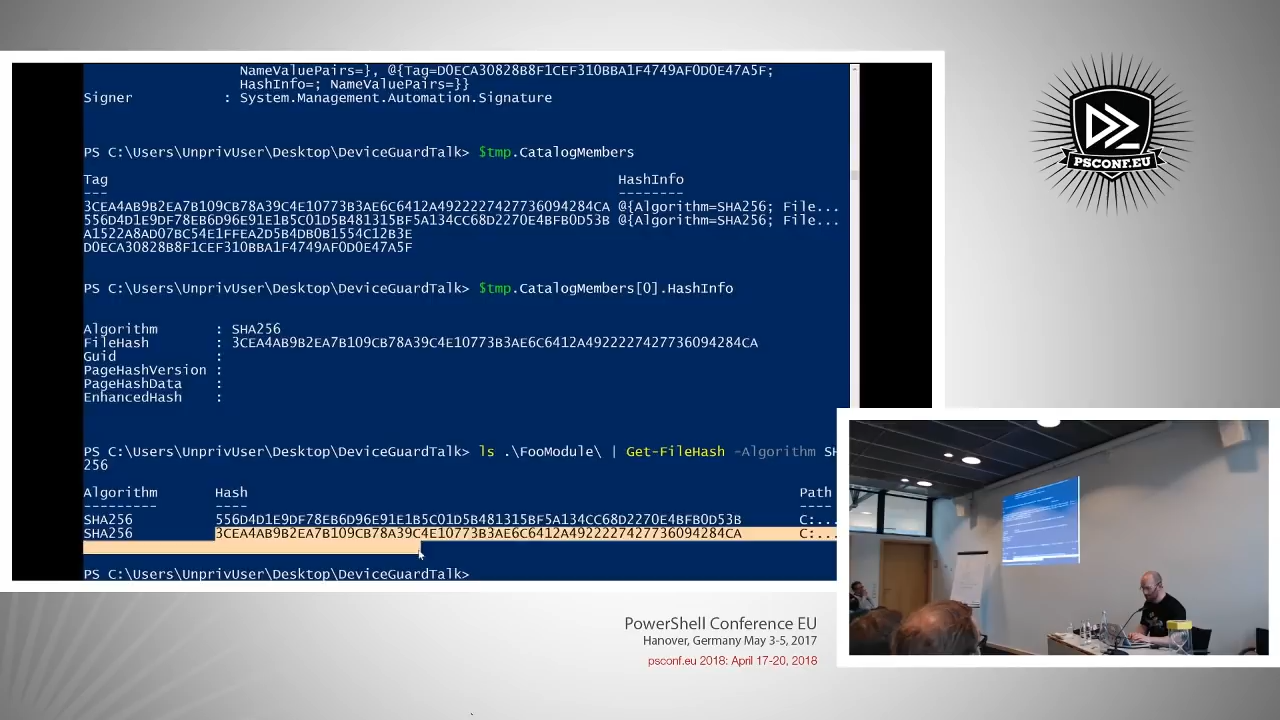 NameValuePairs=}, @{Tag=D0ECA30828B8F1CEF310BBA1F4749AF0D0E47A5F;
HashInfo=; NameValuePairs=}}
Signer : System.Management.Automation.Signature
PS C:\Users\UnprivUser\Desktop\DeviceGuardTalk> $tmp.CatalogMembers
Tag HashInfo
--- --------
3CEA4AB9B2EA7B109CB78A39C4E10773B3AE6C6412A4922227427736094284CA @{Algorithm=SHA256; File...
556D4D1E9DF78EB6D96E91E1B5C01D5B481315BF5A134CC68D2270E4BFB0D53B @{Algorithm=SHA256; File...
A1522A8AD07BC54E1FFEA2D5B4DB0B1554C12B3E
D0ECA30828B8F1CEF310BBA1F4749AF0D0E47A5F
PS C:\Users\UnprivUser\Desktop\DeviceGuardTalk> $tmp.CatalogMembers[0].HashInfo
Algorithm : SHA256
FileHash : 3CEA4AB9B2EA7B109CB78A39C4E10773B3AE6C6412A4922227427736094284CA
Guid :
PageHashVersion :
PageHashData :
EnhancedHash :
PS C:\Users\UnprivUser\Desktop\DeviceGuardTalk> ls .\FooModule\ | Get-FileHash -Algorithm SH
256
Algorithm Hash Path
--------- ---- ----
SHA256 556D4D1E9DF78EB6D96E91E1B5C01D5B481315BF5A134CC68D2270E4BFB0D53B C:...
SHA256 3CEA4AB9B2EA7B109CB78A39C4E10773B3AE6C6412A4922227427736094284CA C:...
PS C:\Users\UnprivUser\Desktop\DeviceGuardTalk>
PSCONF.EU
PowerShell Conference EU
Hanover, Germany May 3-5, 2017
psconf.eu 2018: April 17-20, 2018